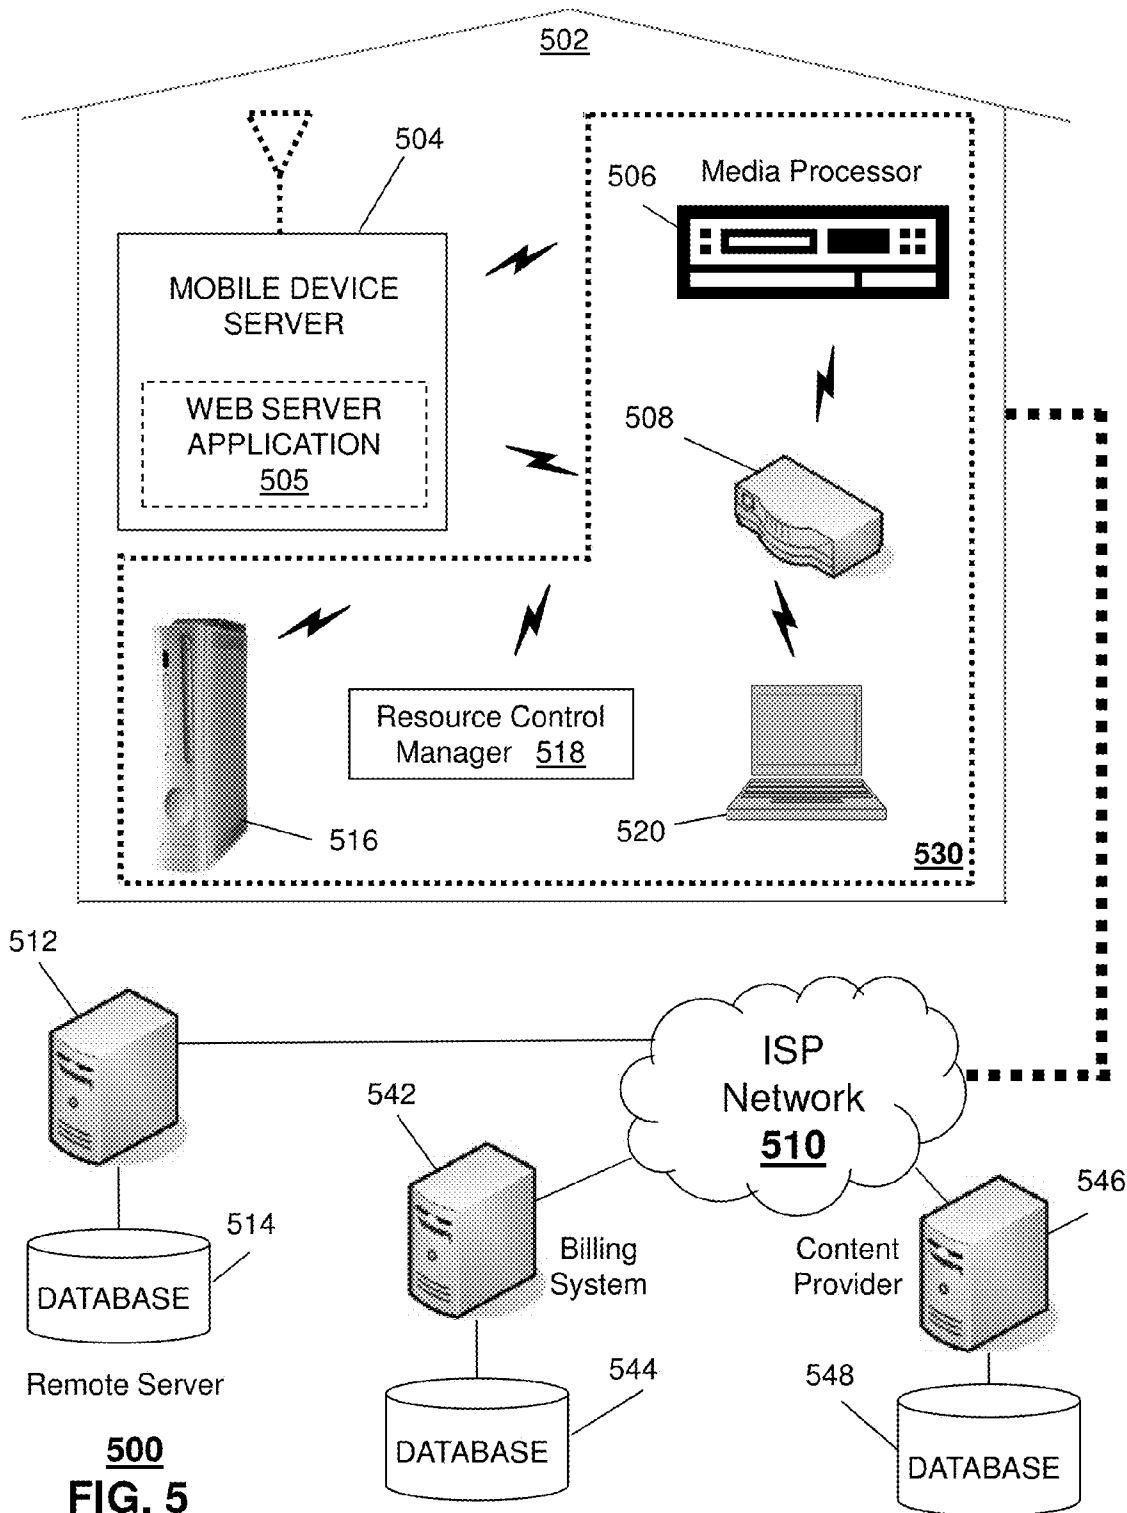 502
504
506
Media Processor
MOBILE DEVICE
SERVER
WEB SERVER
APPLICATION
505
508
Resource Control
Manager 518
516
520
530
512
ISP
Network
510
542
546
514
Billing
System
Content
Provider
DATABASE
Remote Server
544
548
DATABASE
DATABASE
500
FIG. 5